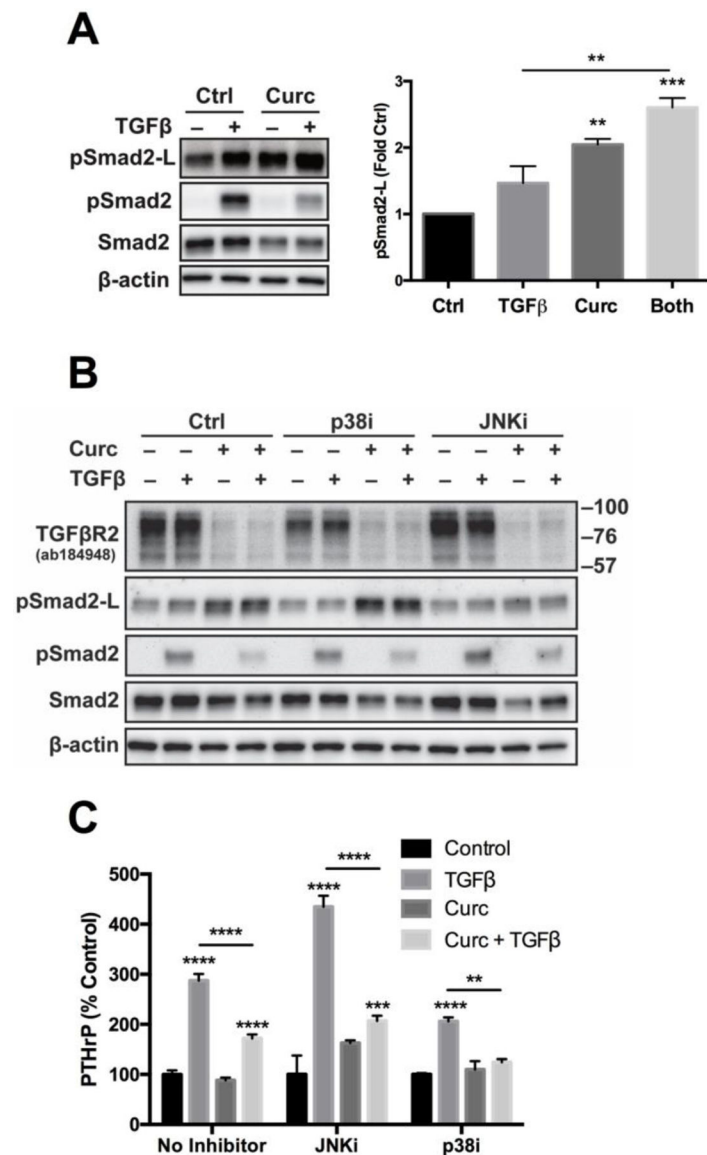 A
Ctrl Curc
TGFβ – + – +
pSmad2-L
pSmad2
Smad2
β-actin
pSmad2-L (Fold Ctrl)
3
2
1
0
**
**
***
Ctrl TGFβ Curc Both
B
Ctrl p38i JNKi
Curc – – + + – – + + – – + +
TGFβ – + – + – + – + – + – +
TGFβR2
(ab184948)
–100
–76
–57
pSmad2-L
pSmad2
Smad2
β-actin
C
PTHrP (% Control)
500
400
300
200
100
0
Control
TGFβ
Curc
Curc + TGFβ
****
****
****
****
****
***
****
**
No Inhibitor JNKi p38i